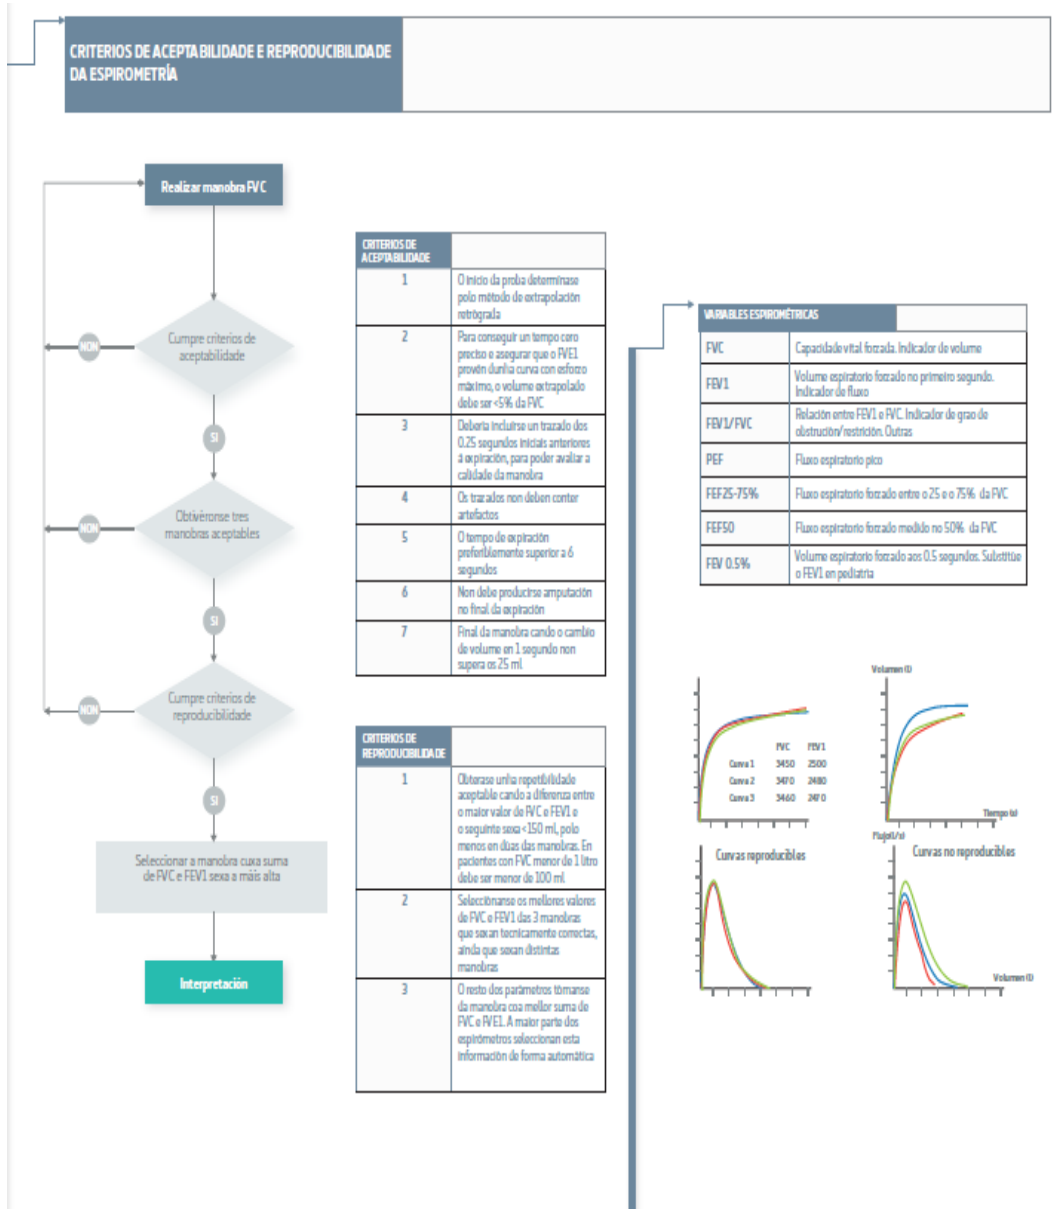 CRITERIOS DE ACEPTABILIDADE E REPRODUCIBILIDADE
DA ESPIROMETRÍA
Realizar manobra FVC
Cumpre criterios de
aceptabilidade
NON
SI
Obtivéronse tres
manobras aceptables
NON
SI
Cumpre criterios de
reproducibilidade
NON
SI
Seleccionar a manobra cuxa suma
de FVC e FEV1 sexa a máis alta
Interpretación
CRITERIOS DE
ACEPTABILIDADE
1
O inicio da proba determínase
polo método de extrapolación
retrógrada
2
Para conseguir un tempo cero
preciso e asegurar que o FVE1
provén dunha curva con esforzo
máximo, o volume extrapolado
debe ser <5% da FVC
3
Debería incluírse un trazado dos
0.25 segundos iniciais anteriores
á expiración, para poder avaliar a
calidade da manobra
4
Os trazados non deben conter
artefactos
5
O tempo de expiración
preferiblemente superior a 6
segundos
6
Non debe producirse amputación
no final da expiración
7
Final da manobra cando o cambio
de volume en 1 segundo non
supera os 25 ml
CRITERIOS DE
REPRODUCIBILIDADE
1
Obterase unha repetibilidade
aceptable cando a diferenza entre
o maior valor de FVC e FEV1 e
o seguinte sexa <150 ml, polo
menos en dúas das manobras. En
pacientes con FVC menor de 1 litro
debe ser menor de 100 ml
2
Selecciónanse os mellores valores
de FVC e FEV1 das 3 manobras
que sexan tecnicamente correctas,
aínda que sexan distintas
manobras
3
O resto dos parámetros tómanse
da manobra coa mellor suma de
FVC e FVE1. A maior parte dos
espirómetros seleccionan esta
información de forma automática
VARIABLES ESPIROMÉTRICAS
FVC
Capacidade vital forzada. Indicador de volume
FEV1
Volume espiratorio forzado no primeiro segundo.
Indicador de fluxo
FEV1/FVC
Relación entre FEV1 e FVC. Indicador de grao de
obstrución/restrición. Outras
PEF
Fluxo espiratorio pico
FEF25-75%
Fluxo espiratorio forzado entre o 25 e o 75% da FVC
FEF50
Fluxo espiratorio forzado medido no 50% da FVC
FEV 0.5%
Volume espiratorio forzado aos 0.5 segundos. Substitúe
o FEV1 en pediatría
FVC FEV1
Curva 1 3450 2500
Curva 2 3470 2480
Curva 3 3460 2470
Volumen (l)
Tiempo (s)
Curvas reproducibles
Flujo(l/s)
Curvas no reproducibles
Volumen (l)